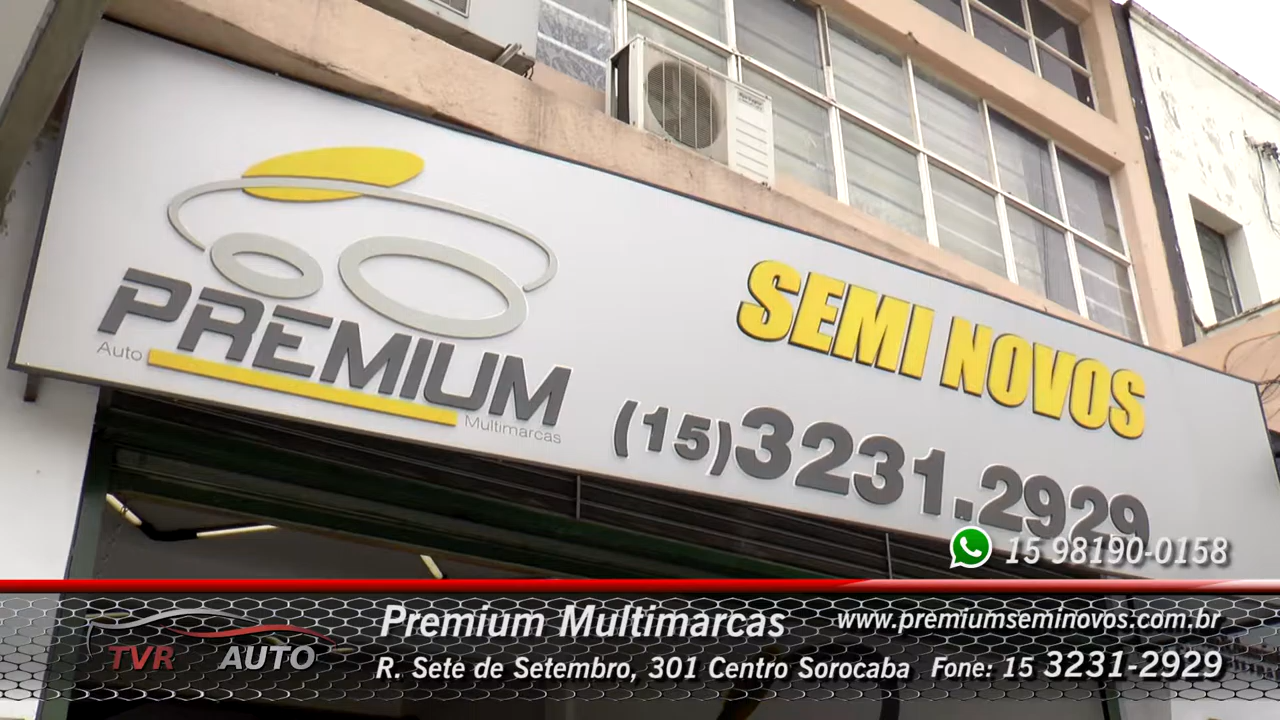 SEMI NOVOS
PREMIUM
Auto
Multimarcas
(15)3231.2929
15 98190-0158
TVR AUTO
Premium Multimarcas
www.premiumseminovos.com.br
R. Sete de Setembro, 301 Centro Sorocaba
Fone: 15 3231-2929